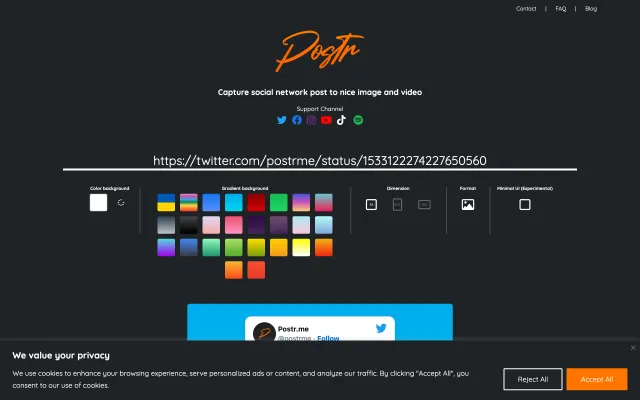 Contact | FAQ | Blog
Postr
Capture social network post to nice image and video
Support Channel
https://twitter.com/postrme/status/1533122274227650560
Color background
Gradient background
Dimension
Format
Minimal UI (Experimental)
Postr.me
@postrme · Follow
We value your privacy
We use cookies to enhance your browsing experience, serve personalized ads or content, and analyze our traffic. By clicking "Accept All", you
consent to our use of cookies.
Reject All
Accept All